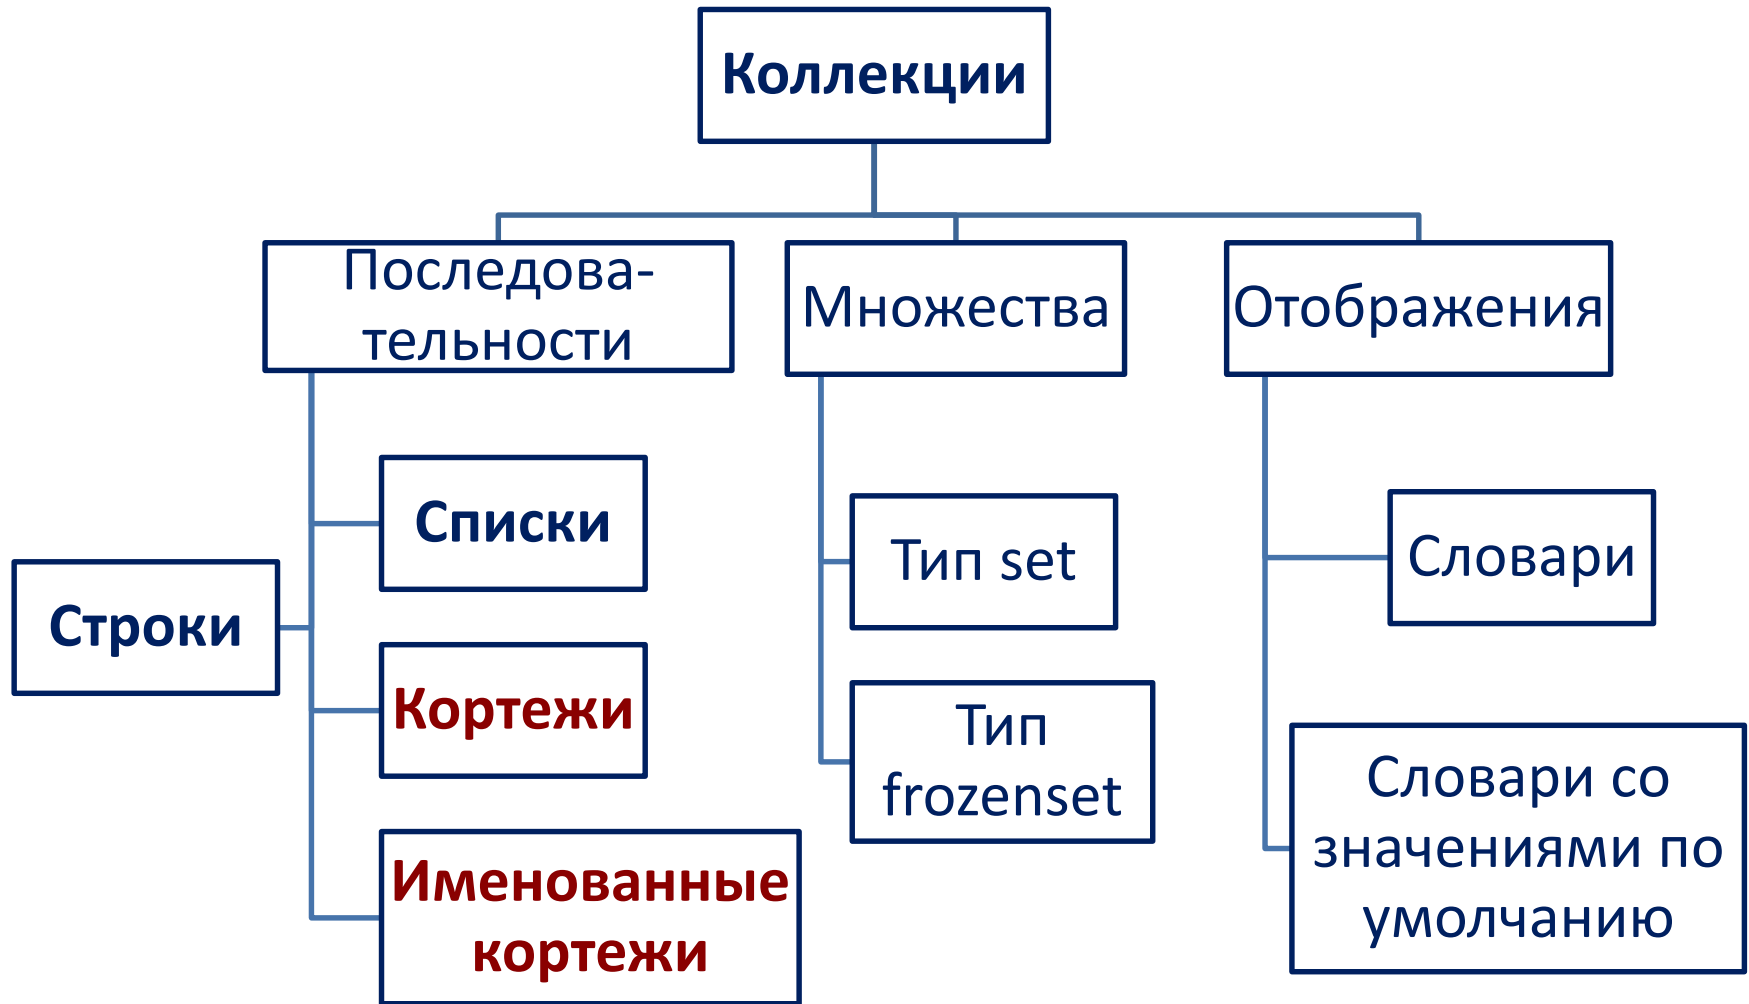 Коллекции
Последова-
тельности
Множества
Отображения
Строки
Списки
Кортежи
Именованные
кортежи
Тип set
Тип
frozenset
Словари
Словари со
значениями по
умолчанию